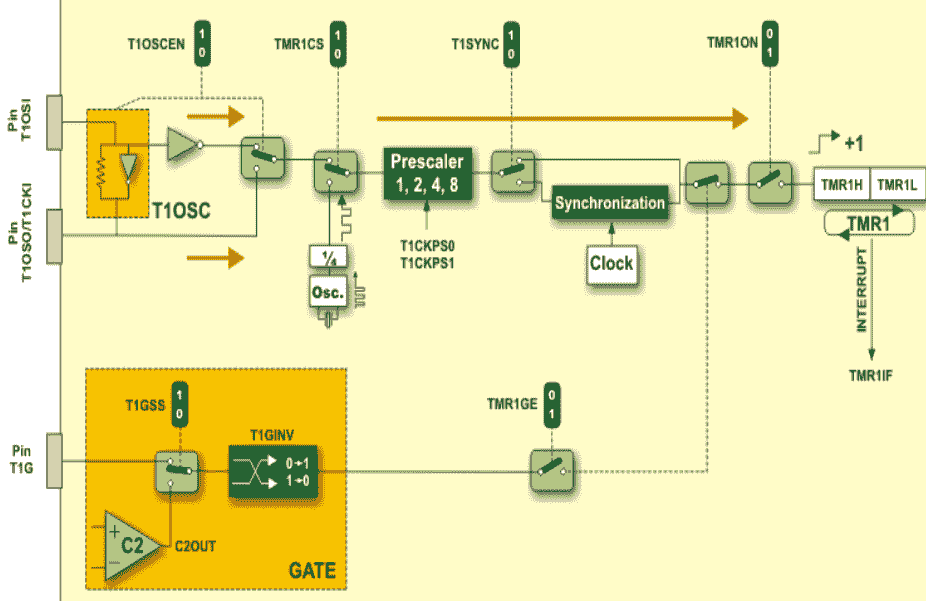 T1OSCEN
1
0
TMR1CS
1
0
T1SYNC
1
0
TMR1ON
0
1
Pin
T1OSI
Pin
T1OSO/T1CKI
T1OSC
Prescaler
1, 2, 4, 8
T1CKPS0
T1CKPS1
Synchronization
Clock
¼
Osc.
+1
TMR1H
TMR1L
TMR1
INTERRUPT
TMR1IF
Pin
T1G
T1GSS
1
0
T1GINV
0→1
1→0
TMR1GE
0
1
+
C2
−
C2OUT
GATE